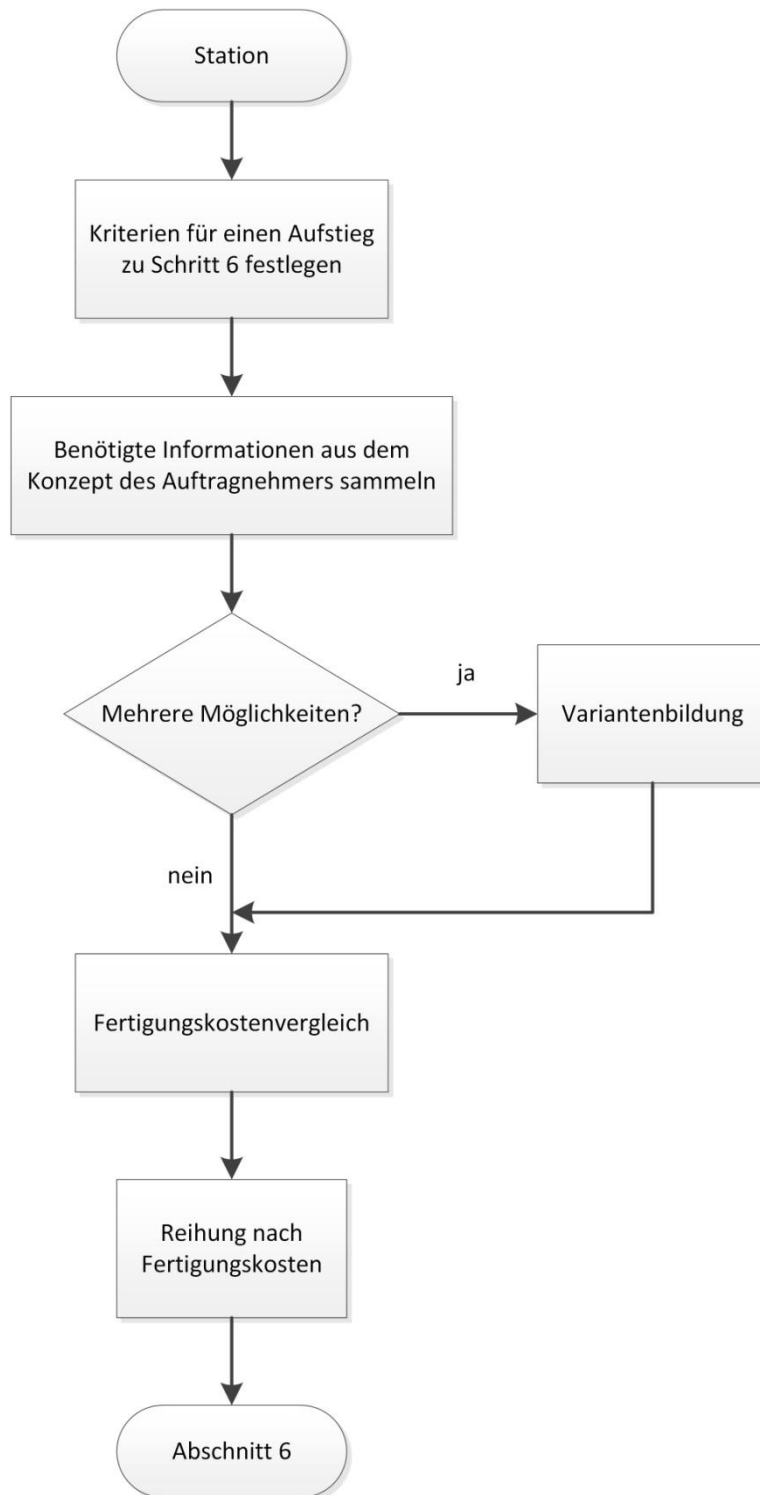 Station
Kriterien für einen Aufstieg
zu Schritt 6 festlegen
Benötigte Informationen aus dem
Konzept des Auftragnehmers sammeln
Mehrere Möglichkeiten?
ja
Variantenbildung
nein
Fertigungskostenvergleich
Reihung nach
Fertigungskosten
Abschnitt 6